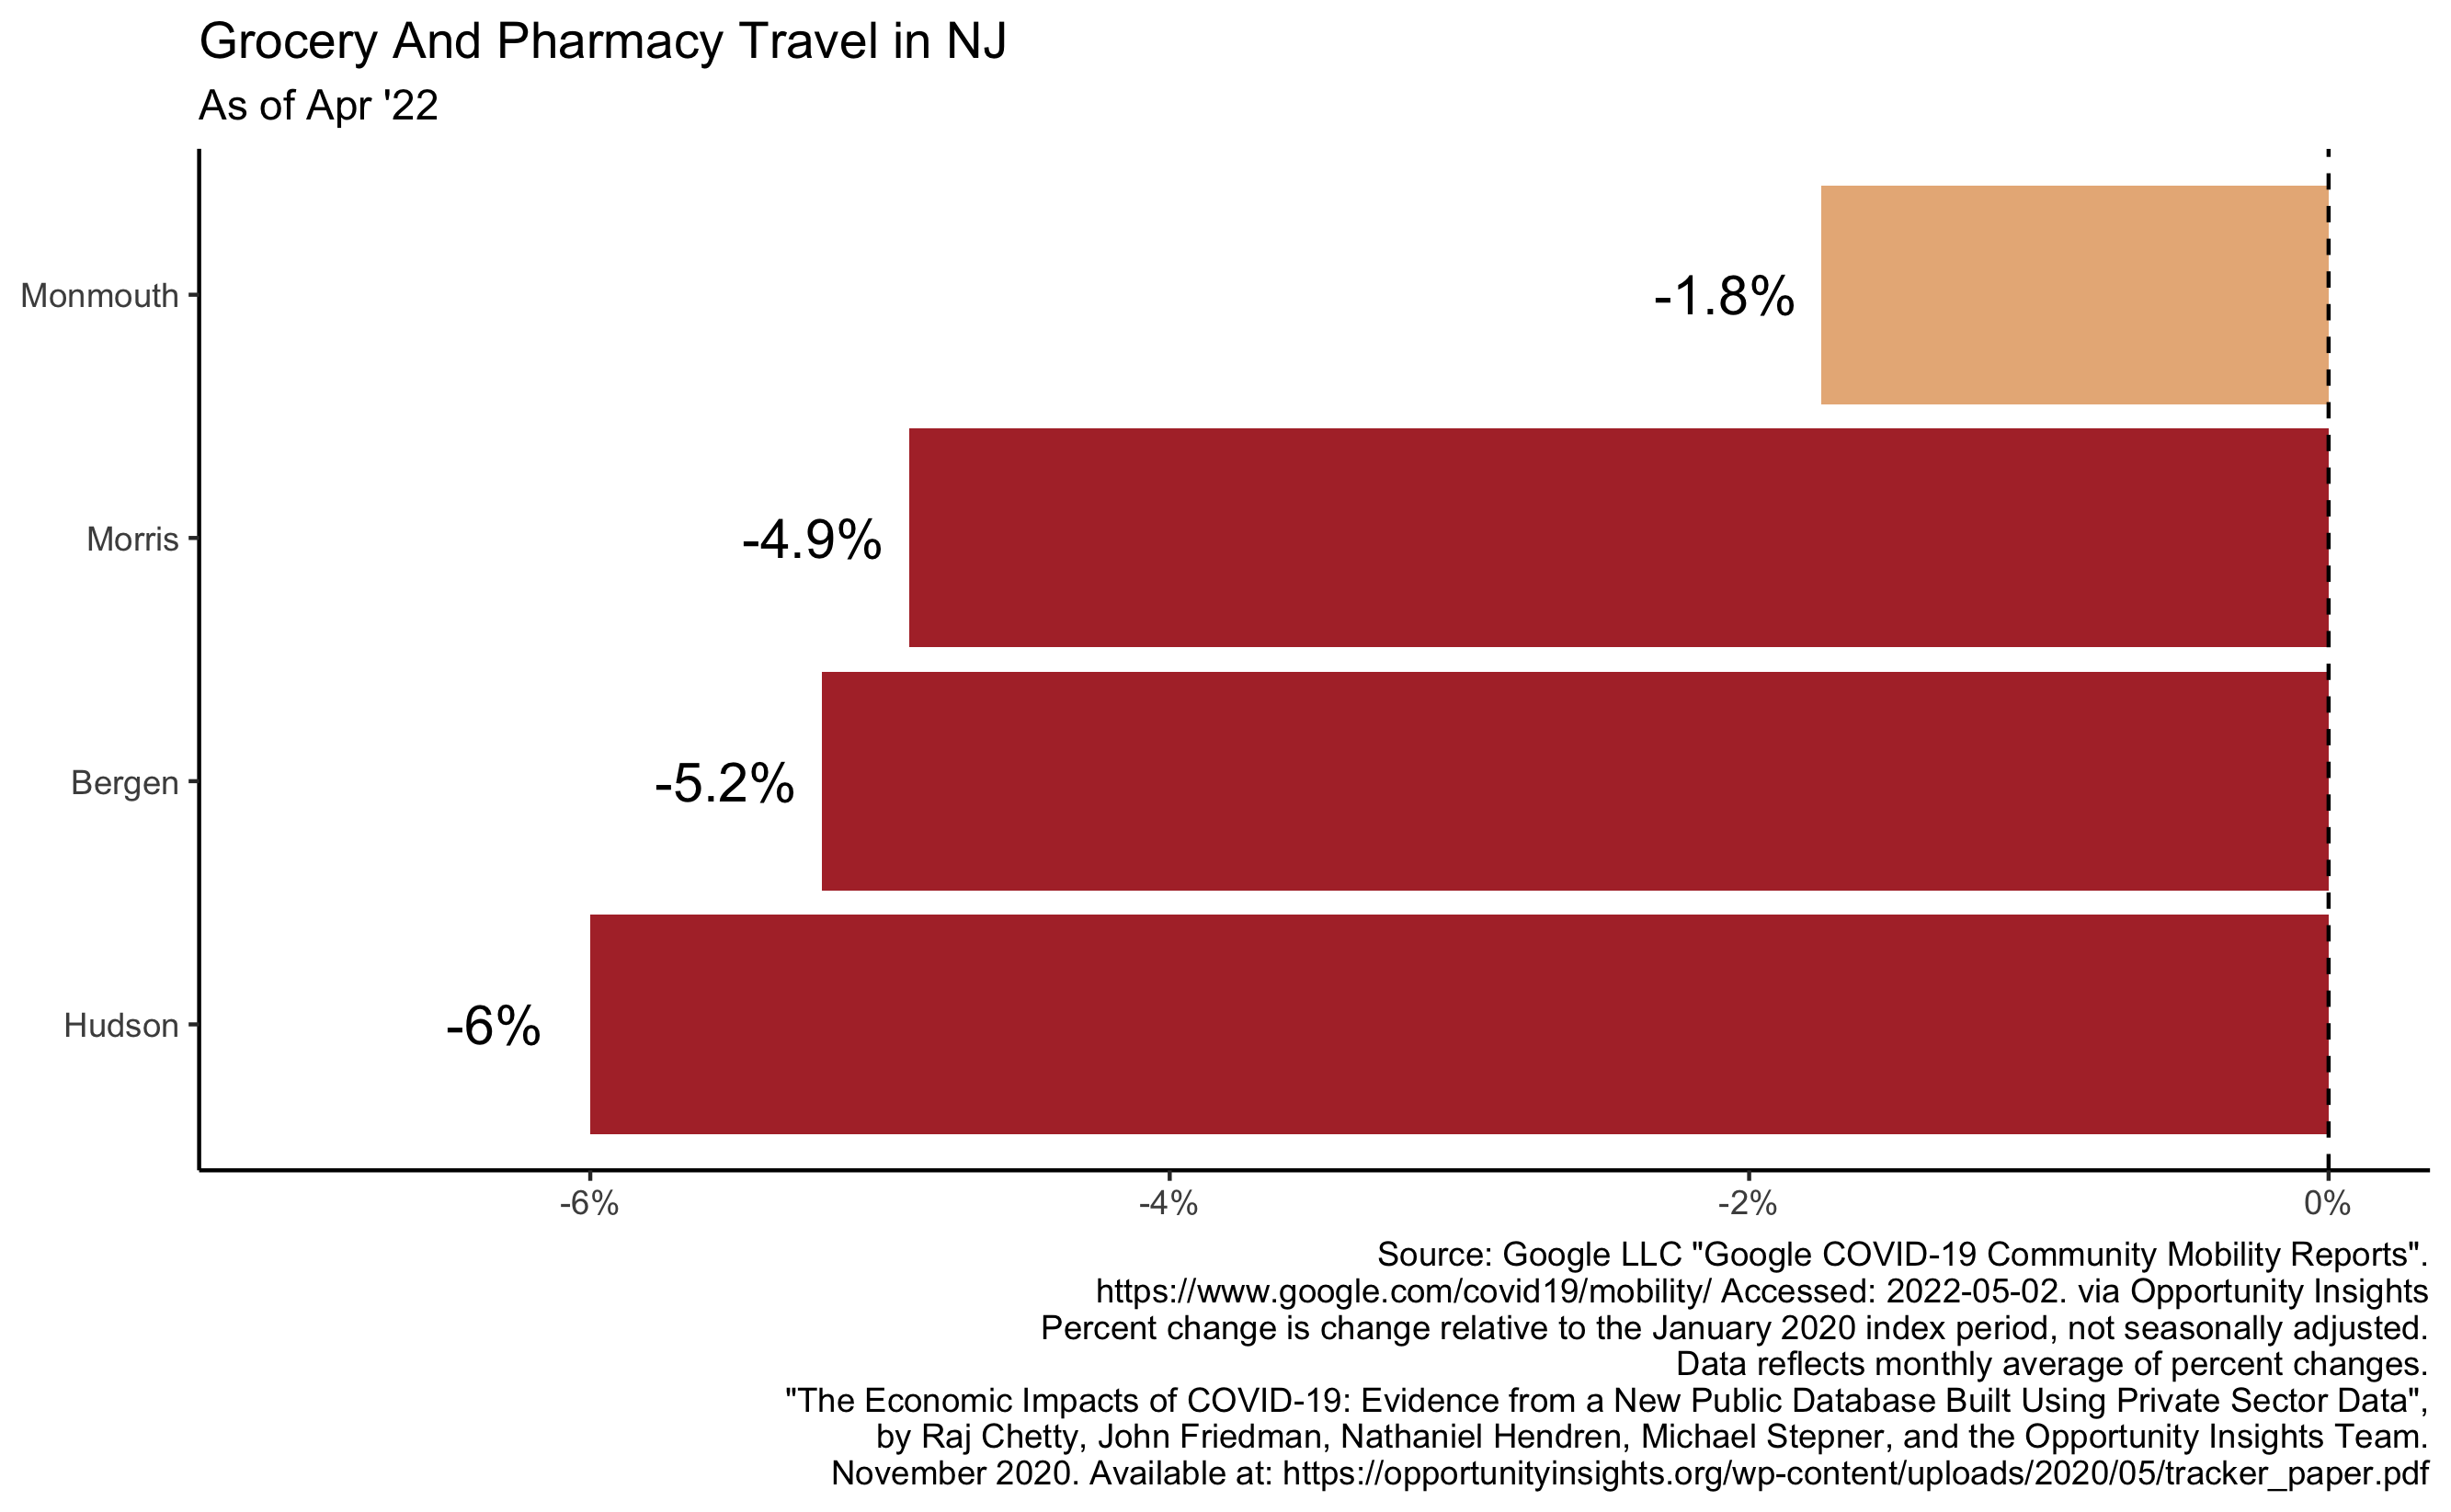 Grocery And Pharmacy Travel in NJ
As of Apr '22
Monmouth
-1.8%
Morris
-4.9%
Bergen
-5.2%
Hudson
-6%
-6%
-4%
-2%
0%
Source: Google LLC "Google COVID-19 Community Mobility Reports".
https://www.google.com/covid19/mobility/ Accessed: 2022-05-02. via Opportunity Insights
Percent change is change relative to the January 2020 index period, not seasonally adjusted.
Data reflects monthly average of percent changes.
"The Economic Impacts of COVID-19: Evidence from a New Public Database Built Using Private Sector Data",
by Raj Chetty, John Friedman, Nathaniel Hendren, Michael Stepner, and the Opportunity Insights Team.
November 2020. Available at: https://opportunityinsights.org/wp-content/uploads/2020/05/tracker_paper.pdf